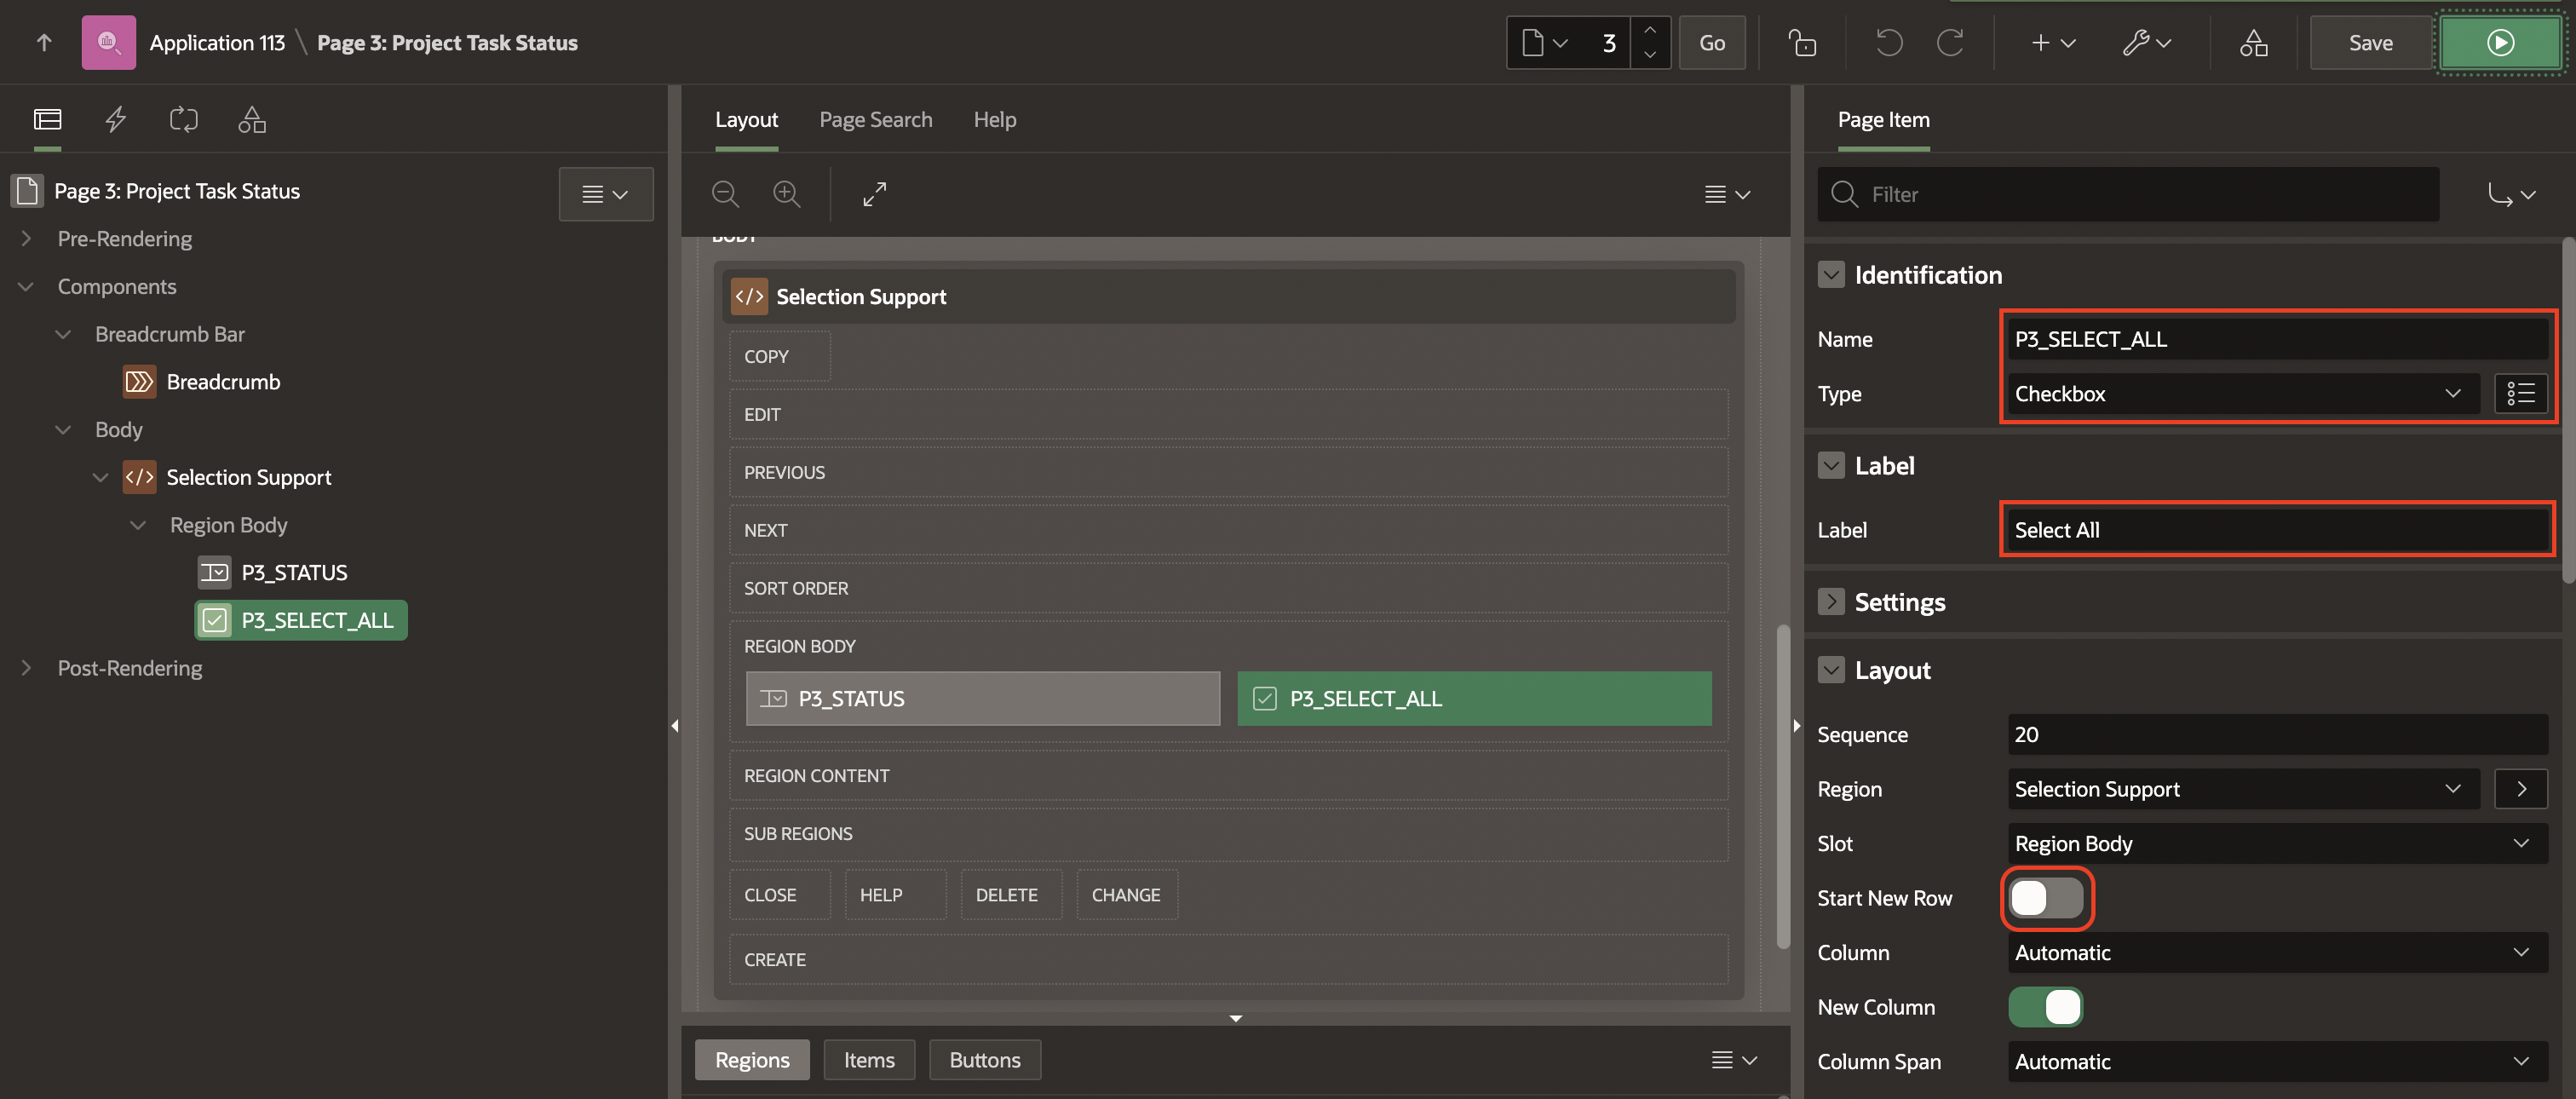 Application 113 \ Page 3: Project Task Status
3
Go
Save
Page 3: Project Task Status
Pre-Rendering
Components
Breadcrumb Bar
Breadcrumb
Body
Selection Support
Region Body
P3_STATUS
P3_SELECT_ALL
Post-Rendering
Layout Page Search Help
BODY
Selection Support
COPY
EDIT
PREVIOUS
NEXT
SORT ORDER
REGION BODY
P3_STATUS P3_SELECT_ALL
REGION CONTENT
SUB REGIONS
CLOSE HELP DELETE CHANGE
CREATE
Regions Items Buttons
Page Item
Filter
Identification
Name P3_SELECT_ALL
Type Checkbox
Label
Label Select All
Settings
Layout
Sequence 20
Region Selection Support
Slot Region Body
Start New Row
Column Automatic
New Column
Column Span Automatic